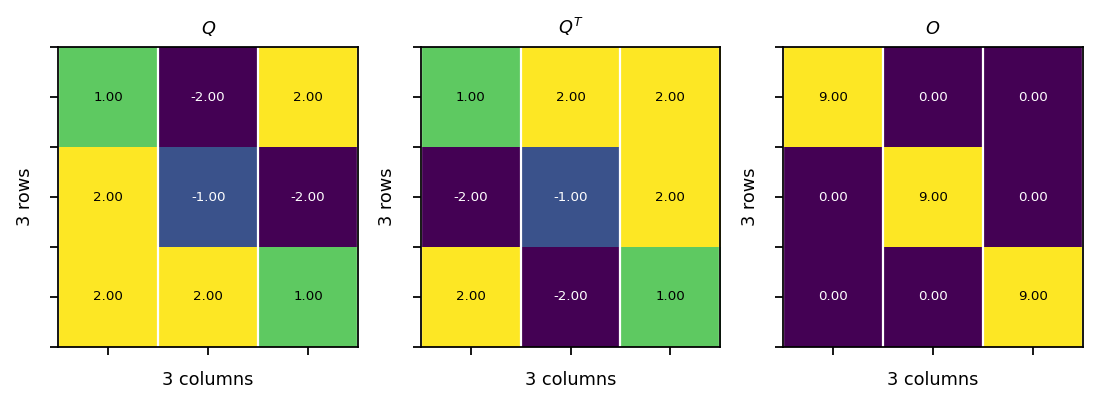 Q
3 rows
1.00 -2.00 2.00
2.00 -1.00 -2.00
2.00 2.00 1.00
3 columns
Q^T
3 rows
1.00 2.00 2.00
-2.00 -1.00 2.00
2.00 -2.00 1.00
3 columns
O
3 rows
9.00 0.00 0.00
0.00 9.00 0.00
0.00 0.00 9.00
3 columns